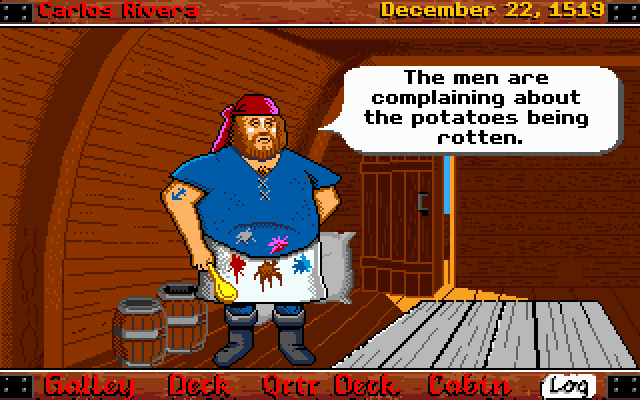 Carlos Rivera
December 22, 1519
The men are
complaining about
the potatoes being
rotten.
Galley Deck Qrtr Deck Cabin Log